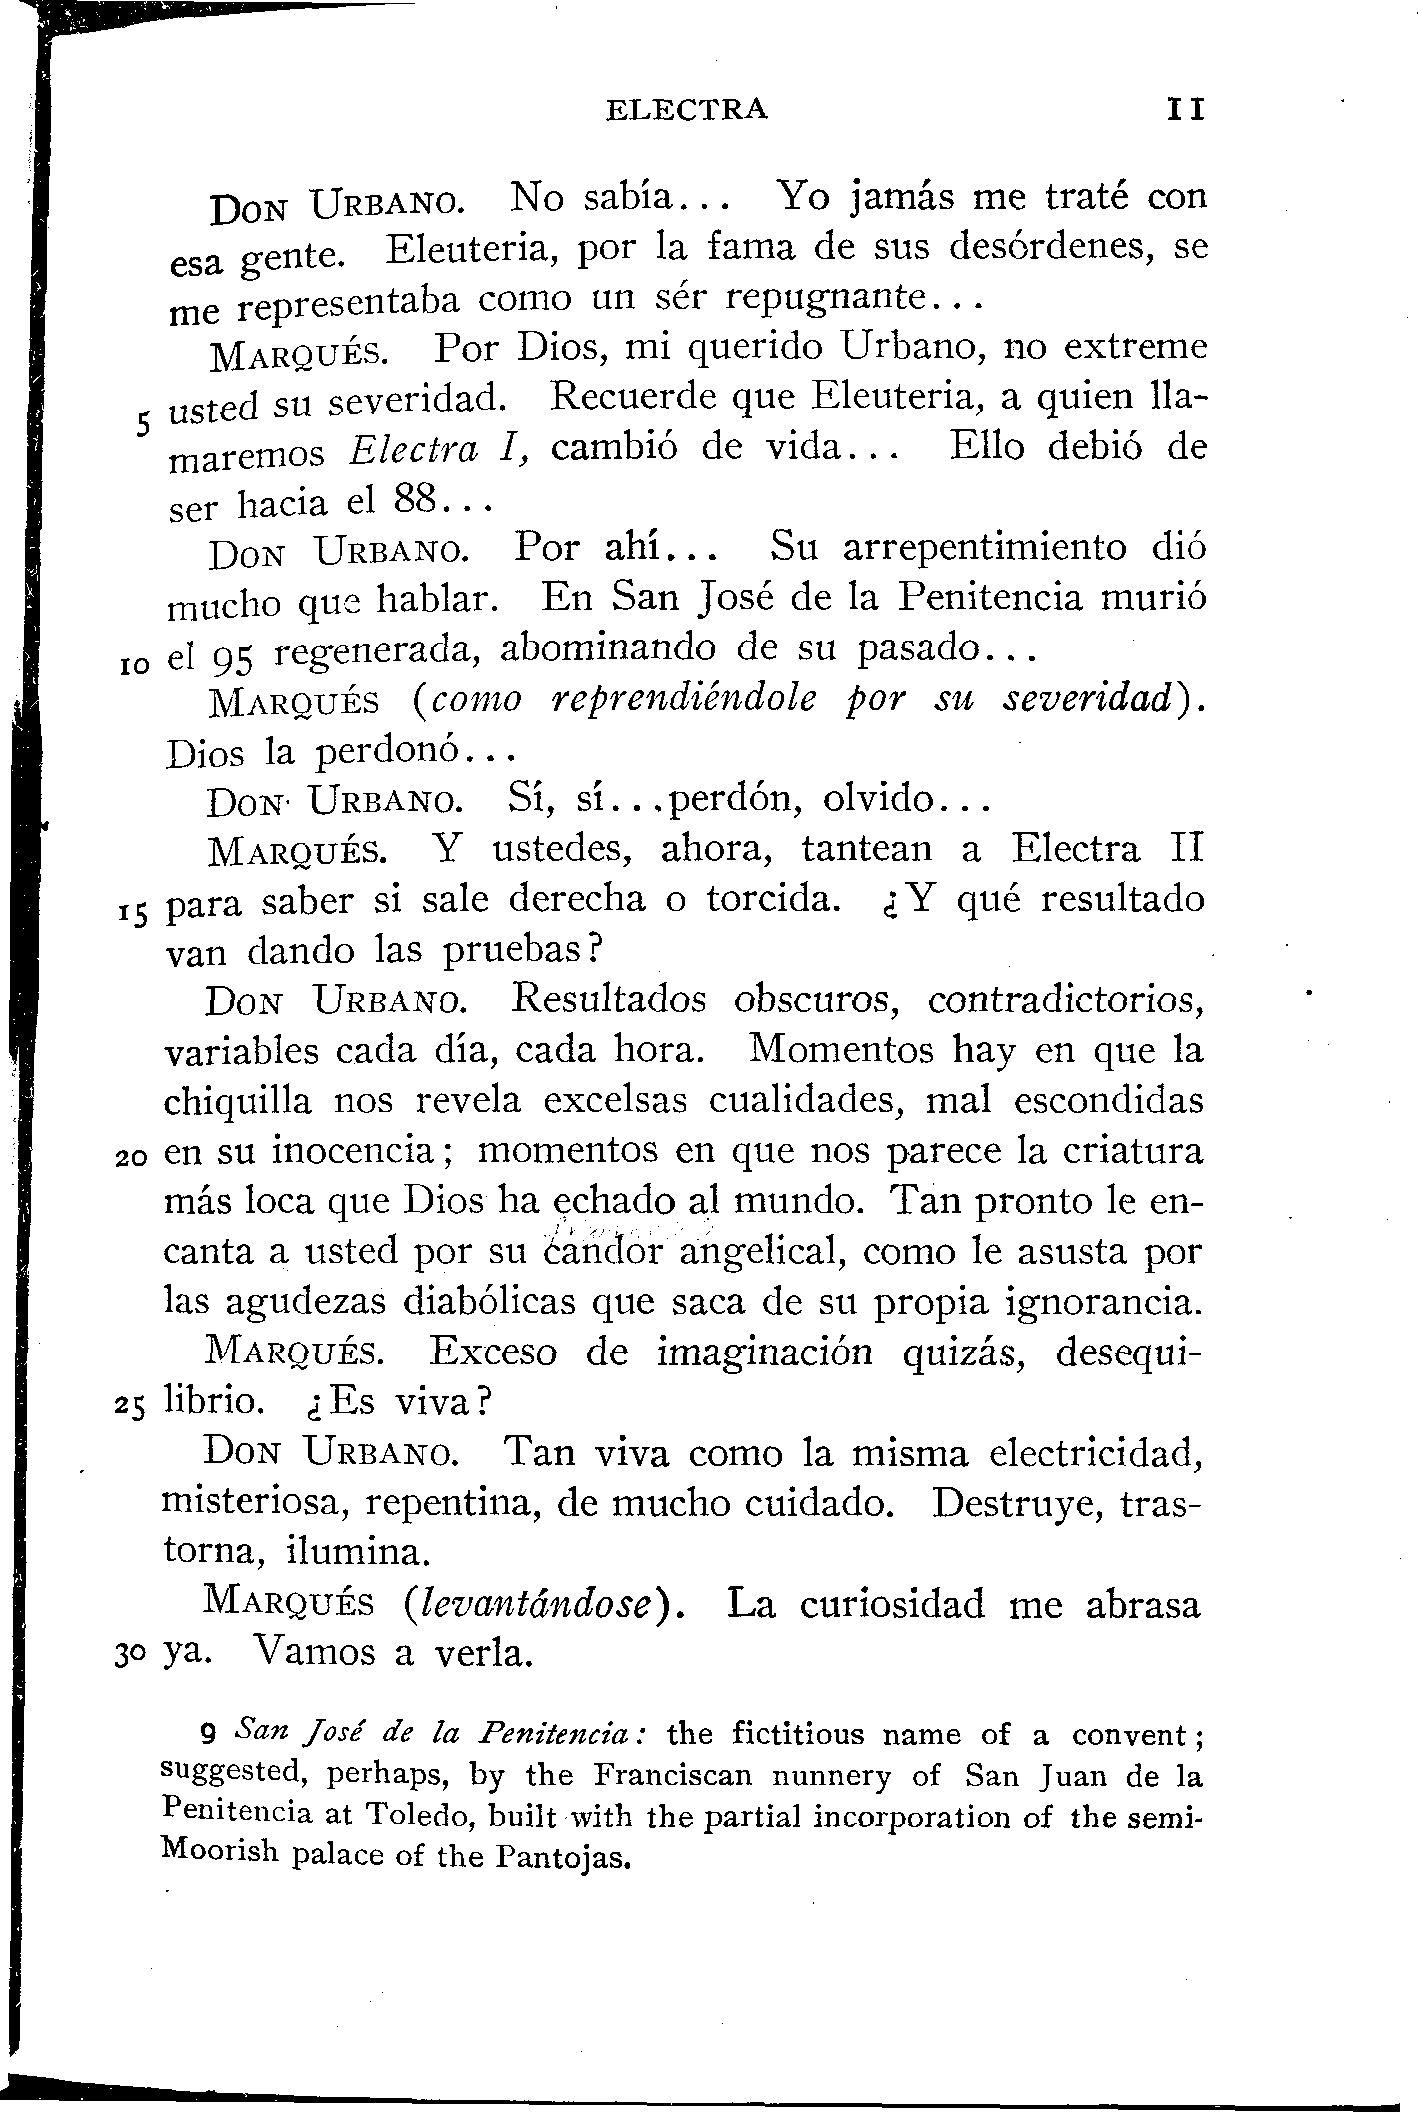 ELECTRA 11
DON URBANO. No sabía... Yo jamás me traté con
esa gente. Eleuteria, por la fama de sus desórdenes, se
me representaba como un sér repugnante...
MARQUÉS. Por Dios, mi querido Urbano, no extreme
5 usted su severidad. Recuerde que Eleuteria, a quien lla-
maremos Electra I, cambió de vida... Ello debió de
ser hacia el 88...
DON URBANO. Por ahí... Su arrepentimiento dió
mucho que hablar. En San José de la Penitencia murió
10 el 95 regenerada, abominando de su pasado...
MARQUÉS (como reprendiéndole por su severidad).
Dios la perdonó...
DON URBANO. Sí, sí...perdón, olvido...
MARQUÉS. Y ustedes, ahora, tantean a Electra II
15 para saber si sale derecha o torcida. ¿Y qué resultado
van dando las pruebas?
DON URBANO. Resultados obscuros, contradictorios,
variables cada día, cada hora. Momentos hay en que la
chiquilla nos revela excelsas cualidades, mal escondidas
20 en su inocencia; momentos en que nos parece la criatura
más loca que Dios ha echado al mundo. Tan pronto le en-
canta a usted por su candor angelical, como le asusta por
las agudezas diabólicas que saca de su propia ignorancia.
MARQUÉS. Exceso de imaginación quizás, desequi-
25 librio. ¿Es viva?
DON URBANO. Tan viva como la misma electricidad,
misteriosa, repentina, de mucho cuidado. Destruye, tras-
torna, ilumina.
MARQUÉS (levantándose). La curiosidad me abrasa
30 ya. Vamos a verla.
9 San José de la Penitencia: the fictitious name of a convent;
suggested, perhaps, by the Franciscan nunnery of San Juan de la
Penitencia at Toledo, built with the partial incorporation of the semi-
Moorish palace of the Pantojas.